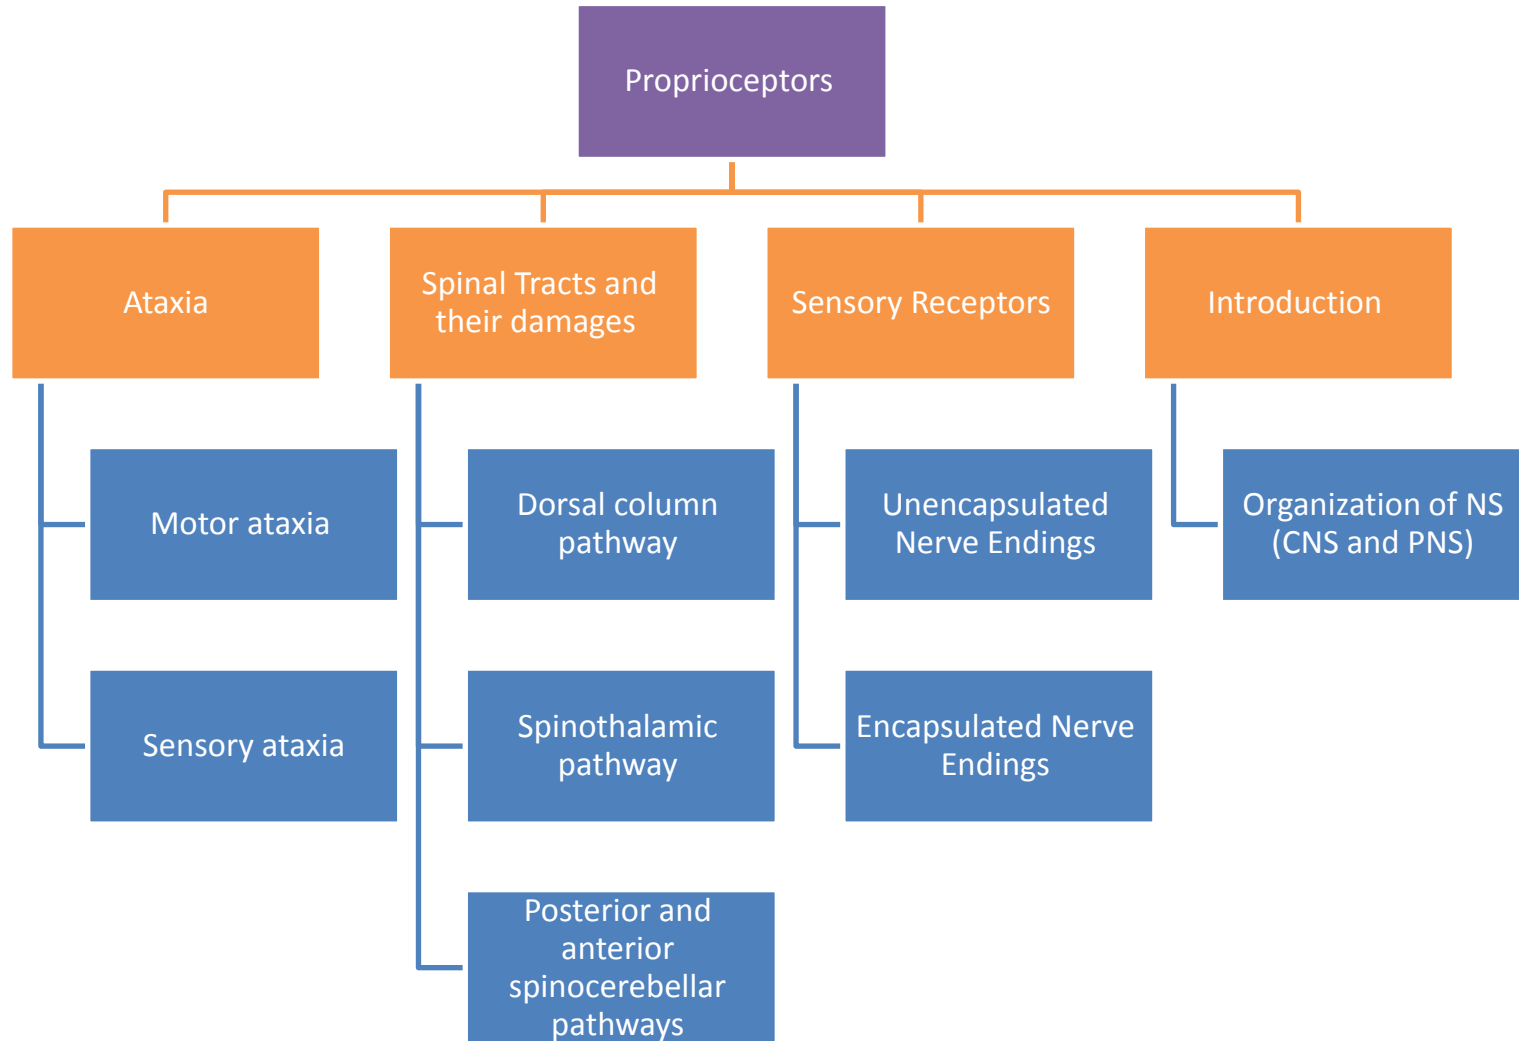 Proprioceptors
Ataxia
Spinal Tracts and
their damages
Sensory Receptors
Introduction
Motor ataxia
Sensory ataxia
Dorsal column
pathway
Spinothalamic
pathway
Posterior and
anterior
spinocerebellar
pathways
Unencapsulated
Nerve Endings
Encapsulated Nerve
Endings
Organization of NS
(CNS and PNS)